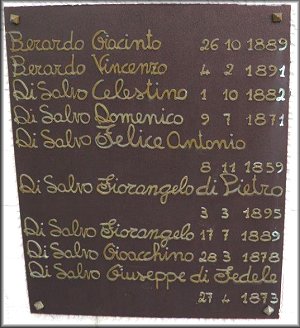 Berardo Giacinto 26 10 1889
Berardo Vincenzo 4 2 1891
Di Salvo Celestino 1 10 1882
Di Salvo Domenico 9 7 1871
Di Salvo Felice Antonio
8 11 1859
Di Salvo Fiorangelo di Pietro
3 3 1895
Di Salvo Fiorangelo 17 7 1889
Di Salvo Gioacchino 28 3 1878
Di Salvo Giuseppe di Fedele
27 4 1873